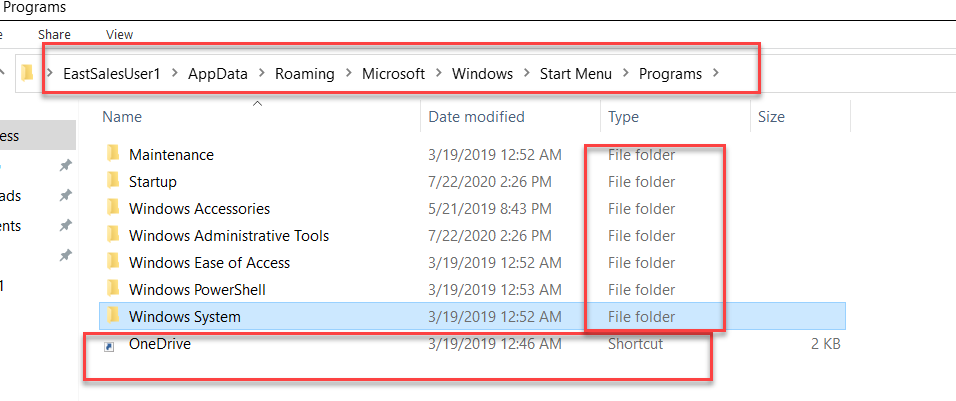 Programs
e Share View
EastSalesUser1 AppData Roaming Microsoft Windows Start Menu Programs
Name Date modified Type Size
ess
Maintenance 3/19/2019 12:52 AM File folder
Startup 7/22/2020 2:26 PM File folder
ads
Windows Accessories 5/21/2019 8:43 PM File folder
ents
Windows Administrative Tools 7/22/2020 2:26 PM File folder
Windows Ease of Access 3/19/2019 12:52 AM File folder
1
Windows PowerShell 3/19/2019 12:53 AM File folder
Windows System 3/19/2019 12:52 AM File folder
OneDrive 3/19/2019 12:46 AM Shortcut 2 KB